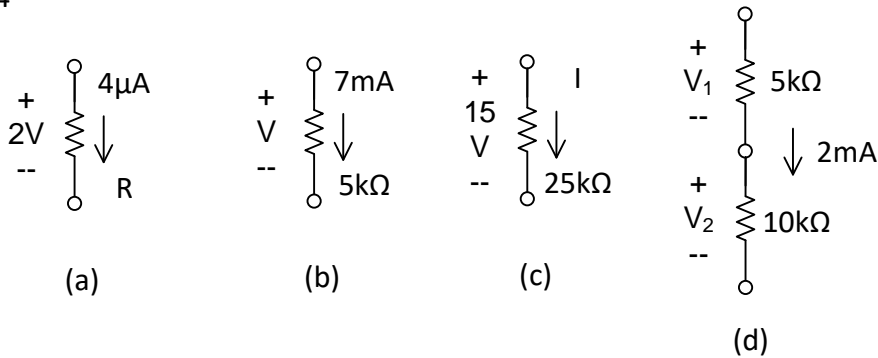 +
2V
--
4µA
R
(a)
+
V
--
7mA
5kΩ
(b)
+
15
V
--
I
25kΩ
(c)
+
V₁
--
5kΩ
2mA
+
V₂
--
10kΩ
(d)